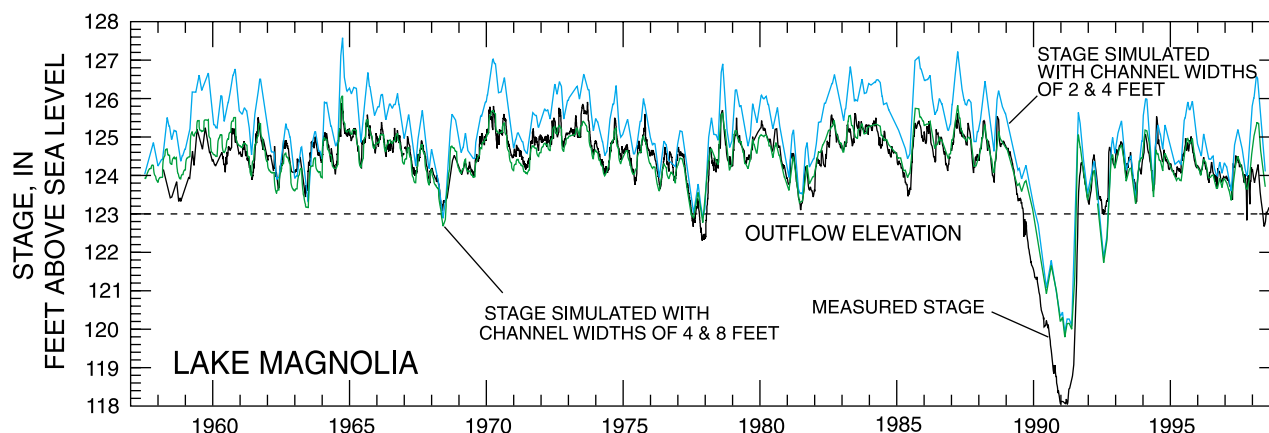 STAGE, IN
FEET ABOVE SEA LEVEL
128
127
126
125
124
123
122
121
120
119
118
STAGE SIMULATED
WITH CHANNEL WIDTHS
OF 2 & 4 FEET
OUTFLOW ELEVATION
STAGE SIMULATED WITH
CHANNEL WIDTHS OF 4 & 8 FEET
MEASURED STAGE
LAKE MAGNOLIA
1960 1965 1970 1975 1980 1985 1990 1995